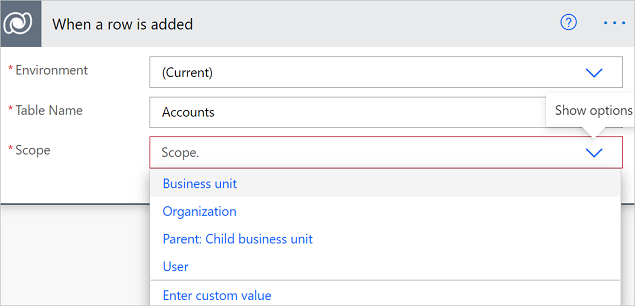 When a row is added
? ...
* Environment (Current)
* Table Name Accounts
Show options
* Scope Scope.
Business unit
Organization
Parent: Child business unit
User
Enter custom value